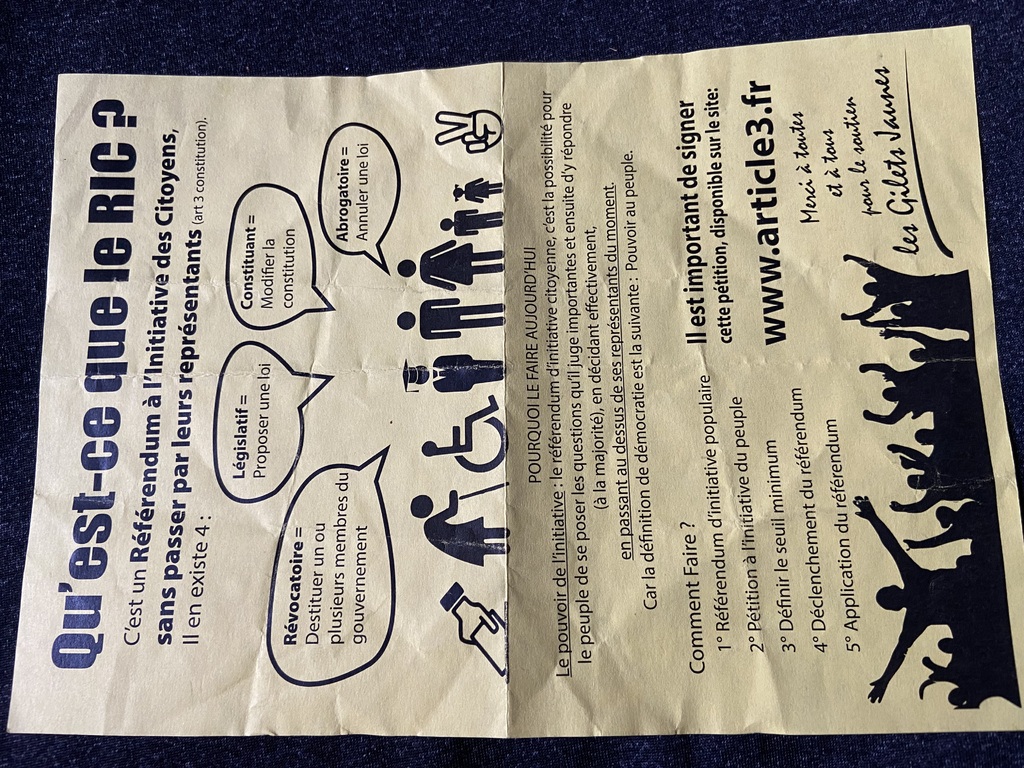 Qu'est-ce que le RIC ?
C'est un Référendum à l'Initiative des Citoyens,
sans passer par leurs représentants (art 3 constitution).
Il en existe 4 :
Révocatoire =
Destituer un ou
plusieurs membres du
gouvernement
Législatif =
Proposer une loi
Constituant =
Modifier la
constitution
Abrogatoire =
Annuler une loi
POURQUOI LE FAIRE AUJOURD'HUI
Le pouvoir de l'initiative : le référendum d'initiative citoyenne, c'est la possibilité pour
le peuple de se poser les questions qu'il juge importantes et ensuite d'y répondre
(à la majorité), en décidant effectivement,
en passant au dessus de ses représentants du moment.
Car la définition de démocratie est la suivante : Pouvoir au peuple.
Comment Faire ?
1° Référendum d'initiative populaire
2° Pétition à l'initiative du peuple
3° Définir le seuil minimum
4° Déclenchement du référendum
5° Application du référendum
Il est important de signer
cette pétition, disponible sur le site:
www.article3.fr
Merci à toutes
et à tous
pour le soutien
les Gilets Jaunes